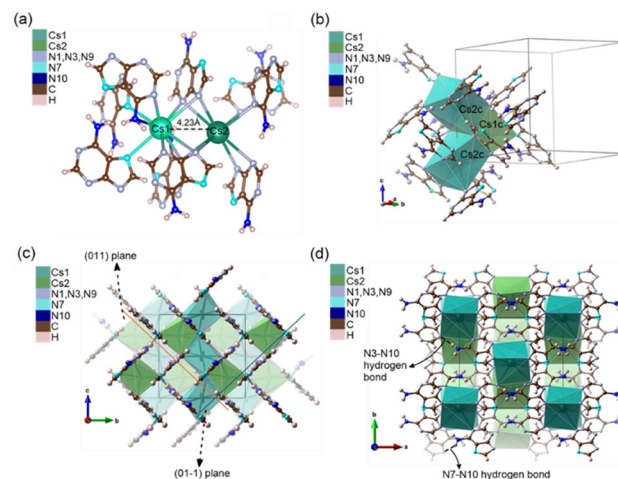 (a)
Cs1
Cs2
N1,N3,N9
N7
N10
C
H
Cs1
4.23Å
Cs2
(b)
Cs1
Cs2
N1,N3,N9
N7
N10
C
H
Cs2c
Cs1c
Cs2c
c
a
b
(c)
(011) plane
Cs1
Cs2
N1,N3,N9
N7
N10
C
H
c
b
(01-1) plane
(d)
Cs1
Cs2
N1,N3,N9
N7
N10
C
H
N3-N10
hydrogen
bond
b
a
N7-N10 hydrogen bond